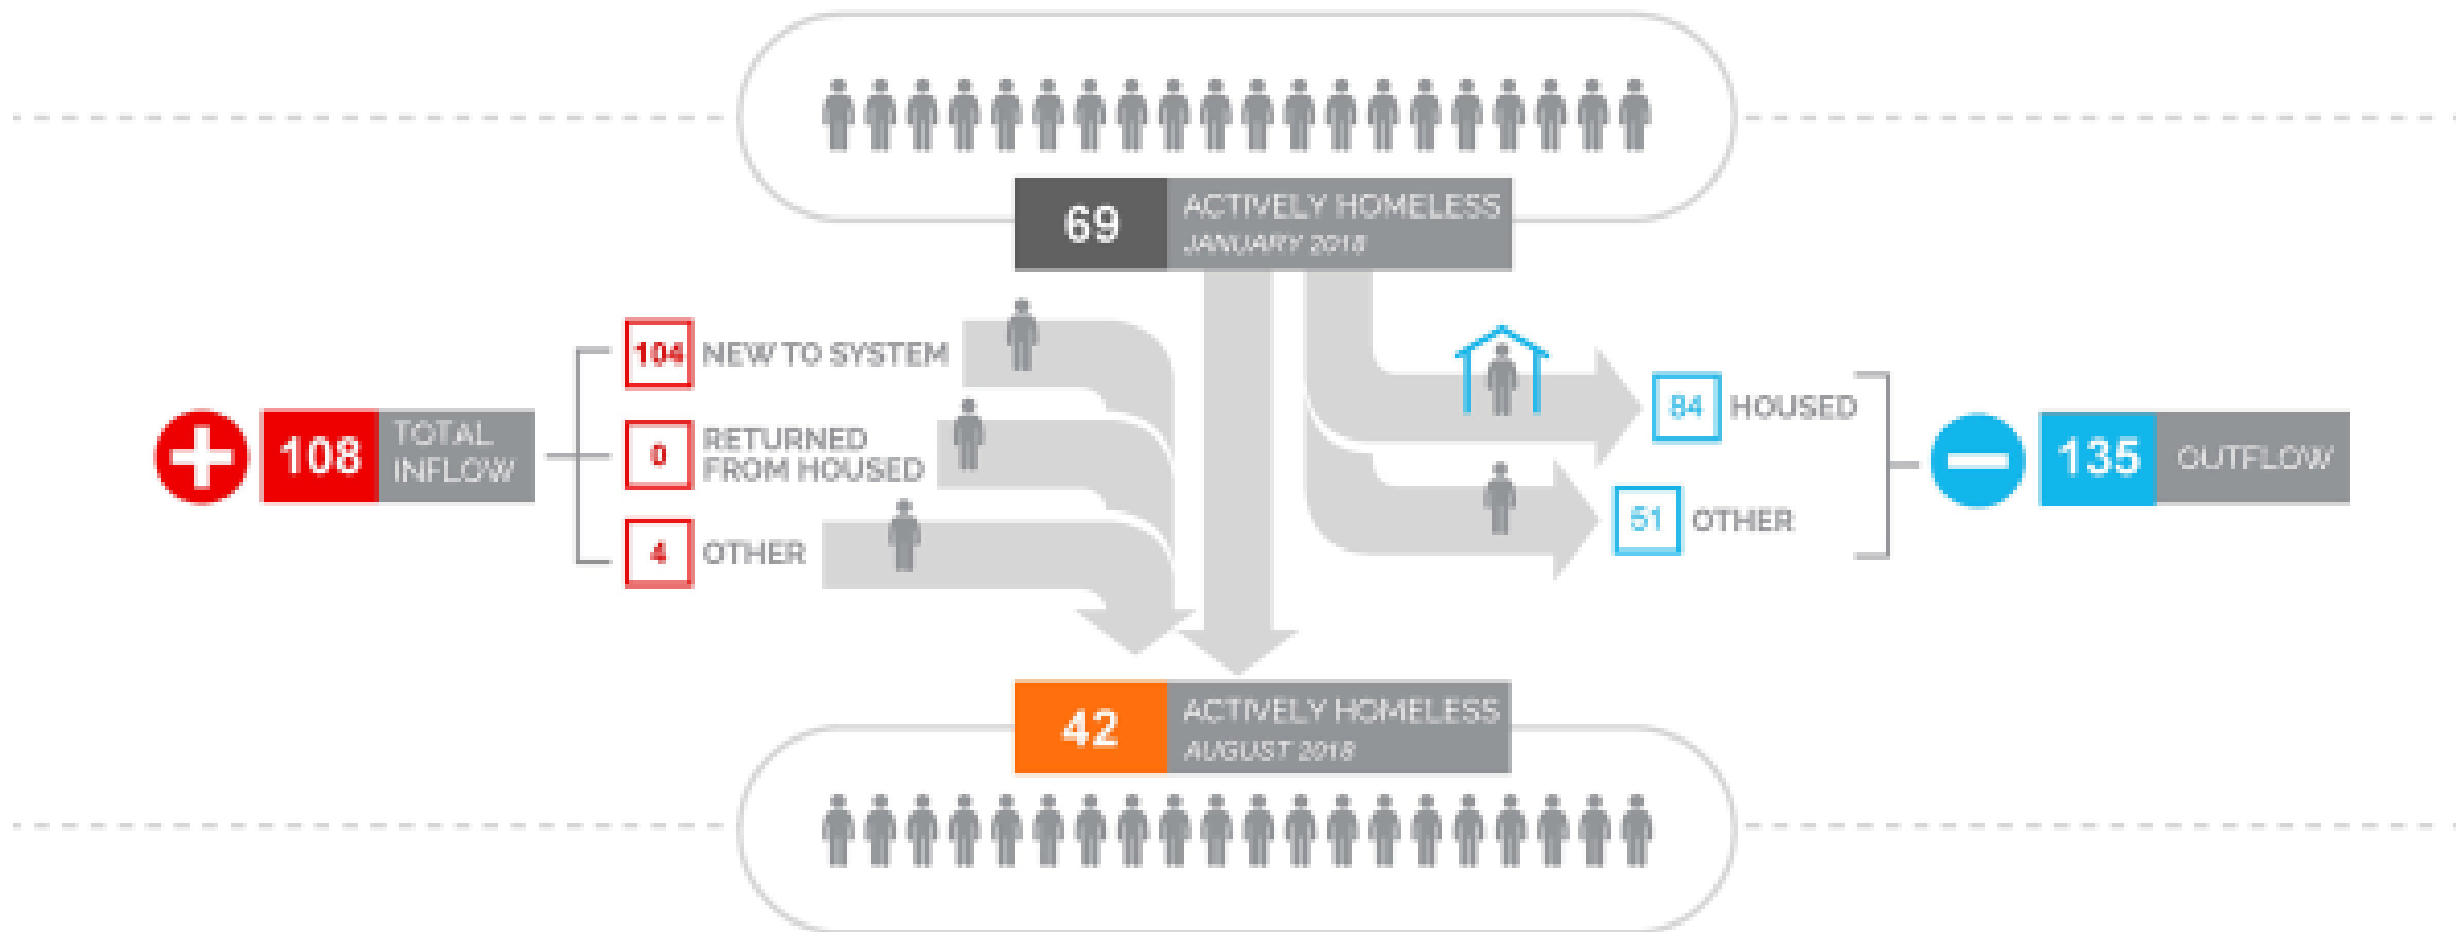 69
ACTIVELY HOMELESS
JANUARY 2018
108
TOTAL
INFLOW
104
NEW TO SYSTEM
0
RETURNED
FROM HOUSED
4
OTHER
84
HOUSED
51
OTHER
135
OUTFLOW
42
ACTIVELY HOMELESS
AUGUST 2018